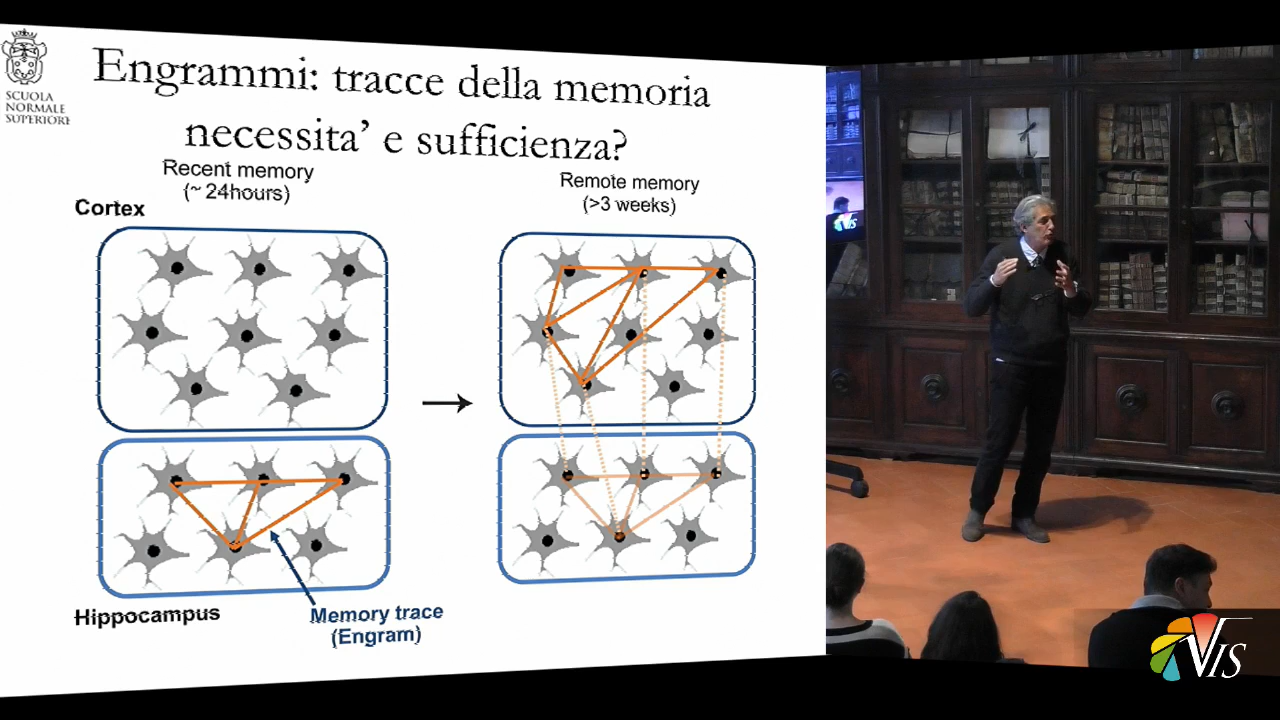 SCUOLA
NORMALE
SUPERIORE
Engrammi: tracce della memoria
necessita' e sufficienza?
Recent memory
(~ 24hours)
Remote memory
(>3 weeks)
Cortex
Hippocampus
Memory trace
(Engram)
VIS
VIS